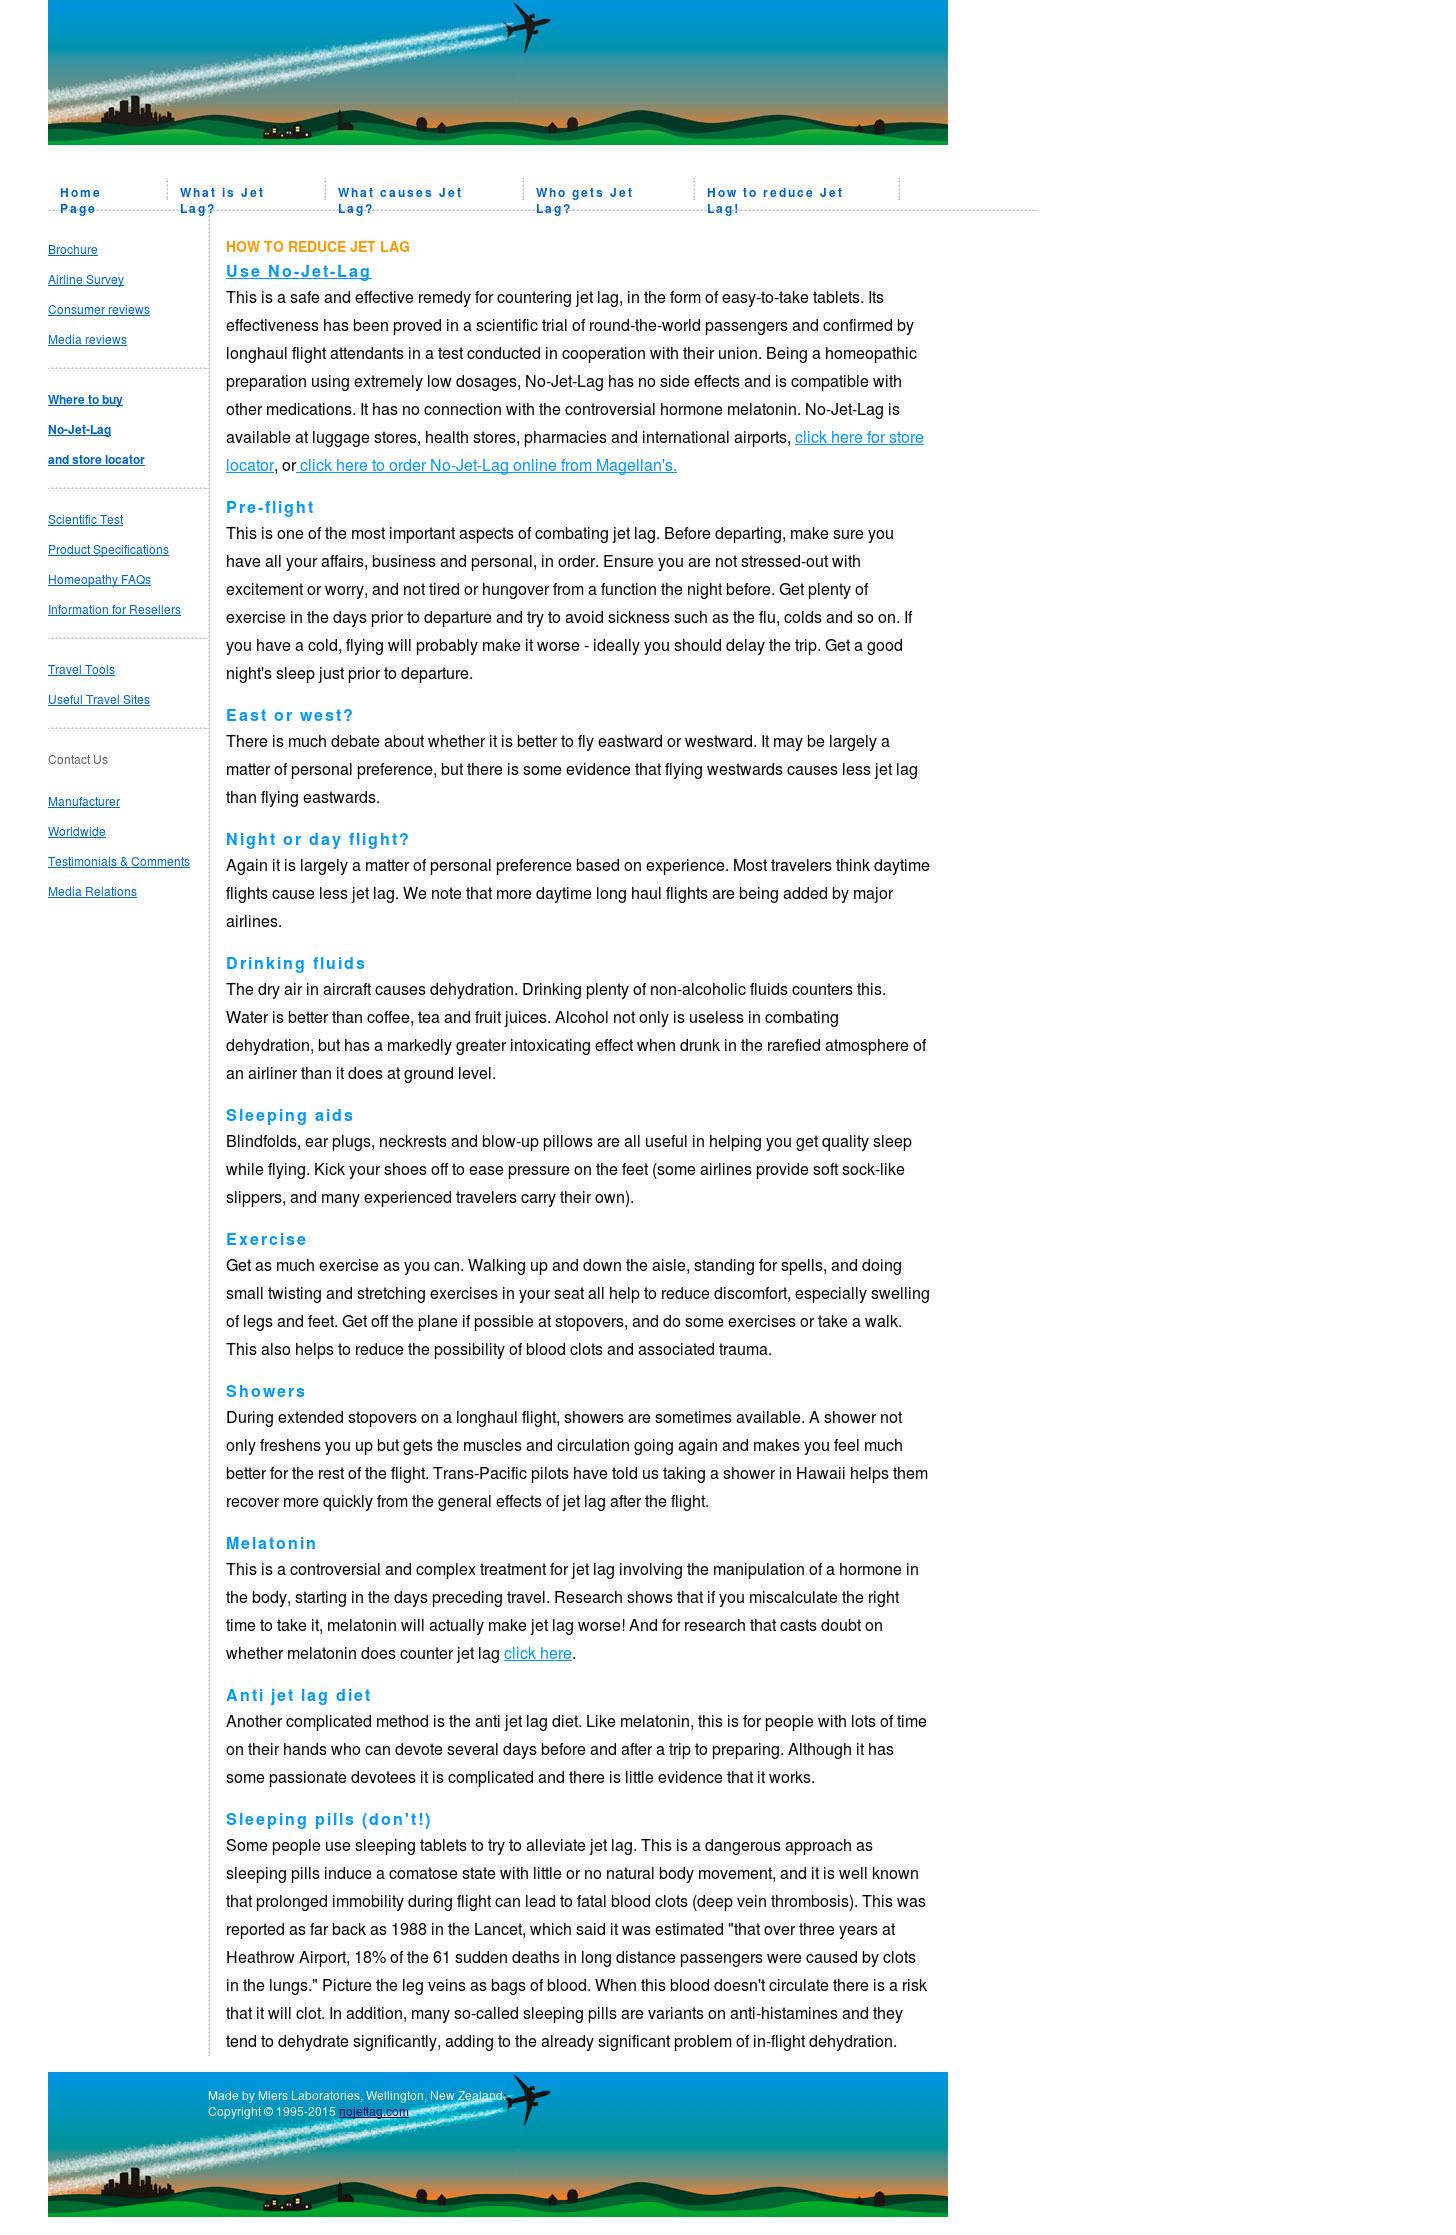 Home
Page
What is Jet
Lag?
What causes Jet
Lag?
Who gets Jet
Lag?
How to reduce Jet
Lag!
Brochure
Airline Survey
Consumer reviews
Media reviews
Where to buy
No-Jet-Lag
and store locator
Scientific Test
Product Specifications
Homeopathy FAQs
Information for Resellers
Travel Tools
Useful Travel Sites
Contact Us
Manufacturer
Worldwide
Testimonials & Comments
Media Relations
HOW TO REDUCE JET LAG
Use No-Jet-Lag
This is a safe and effective remedy for countering jet lag, in the form of easy-to-take tablets. Its
effectiveness has been proved in a scientific trial of round-the-world passengers and confirmed by
longhaul flight attendants in a test conducted in cooperation with their union. Being a homeopathic
preparation using extremely low dosages, No-Jet-Lag has no side effects and is compatible with
other medications. It has no connection with the controversial hormone melatonin. No-Jet-Lag is
available at luggage stores, health stores, pharmacies and international airports, click here for store
locator, or click here to order No-Jet-Lag online from Magellan's.
Pre-flight
This is one of the most important aspects of combating jet lag. Before departing, make sure you
have all your affairs, business and personal, in order. Ensure you are not stressed-out with
excitement or worry, and not tired or hungover from a function the night before. Get plenty of
exercise in the days prior to departure and try to avoid sickness such as the flu, colds and so on. If
you have a cold, flying will probably make it worse - ideally you should delay the trip. Get a good
night's sleep just prior to departure.
East or west?
There is much debate about whether it is better to fly eastward or westward. It may be largely a
matter of personal preference, but there is some evidence that flying westwards causes less jet lag
than flying eastwards.
Night or day flight?
Again it is largely a matter of personal preference based on experience. Most travelers think daytime
flights cause less jet lag. We note that more daytime long haul flights are being added by major
airlines.
Drinking fluids
The dry air in aircraft causes dehydration. Drinking plenty of non-alcoholic fluids counters this.
Water is better than coffee, tea and fruit juices. Alcohol not only is useless in combating
dehydration, but has a markedly greater intoxicating effect when drunk in the rarefied atmosphere of
an airliner than it does at ground level.
Sleeping aids
Blindfolds, ear plugs, neckrests and blow-up pillows are all useful in helping you get quality sleep
while flying. Kick your shoes off to ease pressure on the feet (some airlines provide soft sock-like
slippers, and many experienced travelers carry their own).
Exercise
Get as much exercise as you can. Walking up and down the aisle, standing for spells, and doing
small twisting and stretching exercises in your seat all help to reduce discomfort, especially swelling
of legs and feet. Get off the plane if possible at stopovers, and do some exercises or take a walk.
This also helps to reduce the possibility of blood clots and associated trauma.
Showers
During extended stopovers on a longhaul flight, showers are sometimes available. A shower not
only freshens you up but gets the muscles and circulation going again and makes you feel much
better for the rest of the flight. Trans-Pacific pilots have told us taking a shower in Hawaii helps them
recover more quickly from the general effects of jet lag after the flight.
Melatonin
This is a controversial and complex treatment for jet lag involving the manipulation of a hormone in
the body, starting in the days preceding travel. Research shows that if you miscalculate the right
time to take it, melatonin will actually make jet lag worse! And for research that casts doubt on
whether melatonin does counter jet lag click here.
Anti jet lag diet
Another complicated method is the anti jet lag diet. Like melatonin, this is for people with lots of time
on their hands who can devote several days before and after a trip to preparing. Although it has
some passionate devotees it is complicated and there is little evidence that it works.
Sleeping pills (don't!)
Some people use sleeping tablets to try to alleviate jet lag. This is a dangerous approach as
sleeping pills induce a comatose state with little or no natural body movement, and it is well known
that prolonged immobility during flight can lead to fatal blood clots (deep vein thrombosis). This was
reported as far back as 1988 in the Lancet, which said it was estimated "that over three years at
Heathrow Airport, 18% of the 61 sudden deaths in long distance passengers were caused by clots
in the lungs." Picture the leg veins as bags of blood. When this blood doesn't circulate there is a risk
that it will clot. In addition, many so-called sleeping pills are variants on anti-histamines and they
tend to dehydrate significantly, adding to the already significant problem of in-flight dehydration.
Made by Miers Laboratories, Wellington, New Zealand.
Copyright © 1995-2015 nojetlag.com